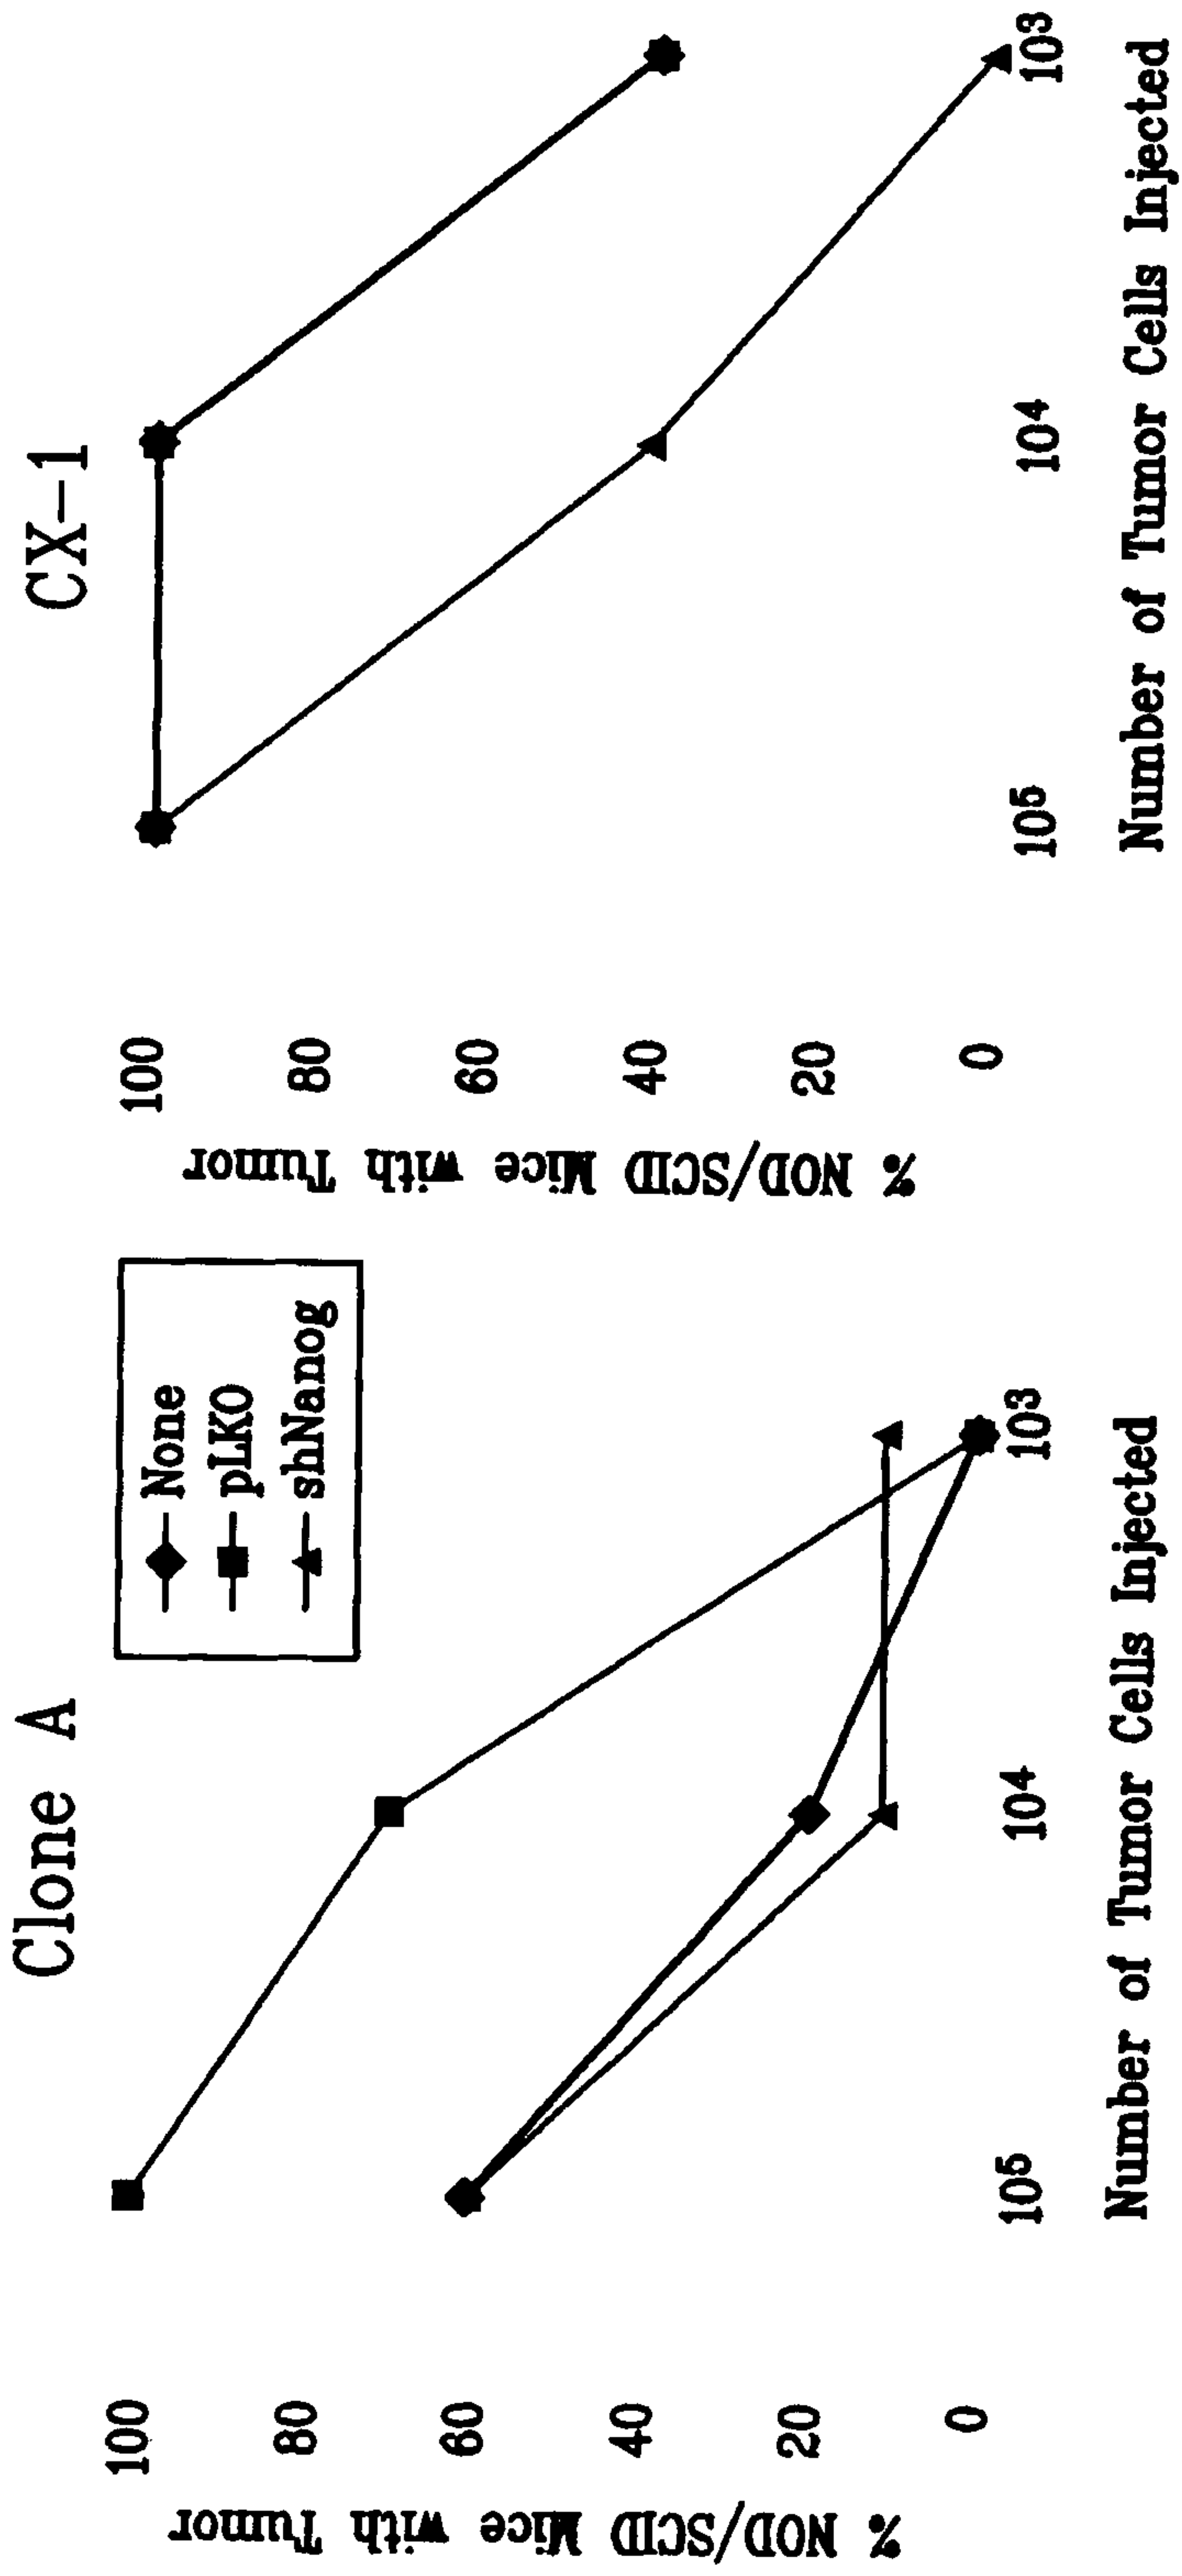 Clone A
None
pLKO
shNanog
% NOD/SCID Mice with Tumor
100
80
60
40
20
0
10⁵
10⁴
10³
Number of Tumor Cells Injected
CX-1
% NOD/SCID Mice with Tumor
100
80
60
40
20
0
10⁵
10⁴
10³
Number of Tumor Cells Injected